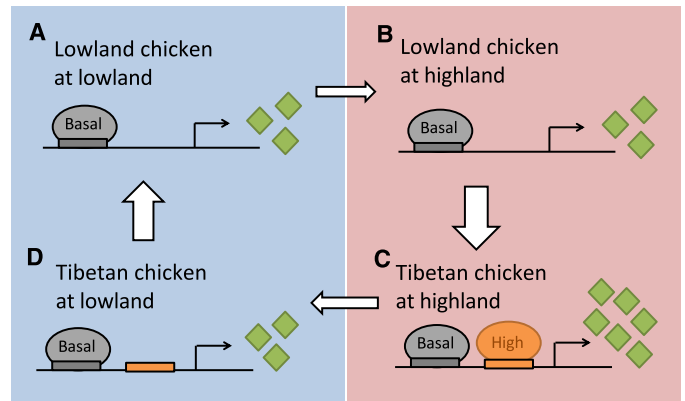 A
Lowland chicken
at lowland
Basal
B
Lowland chicken
at highland
Basal
D
Tibetan chicken
at lowland
Basal
C
Tibetan chicken
at highland
Basal
High